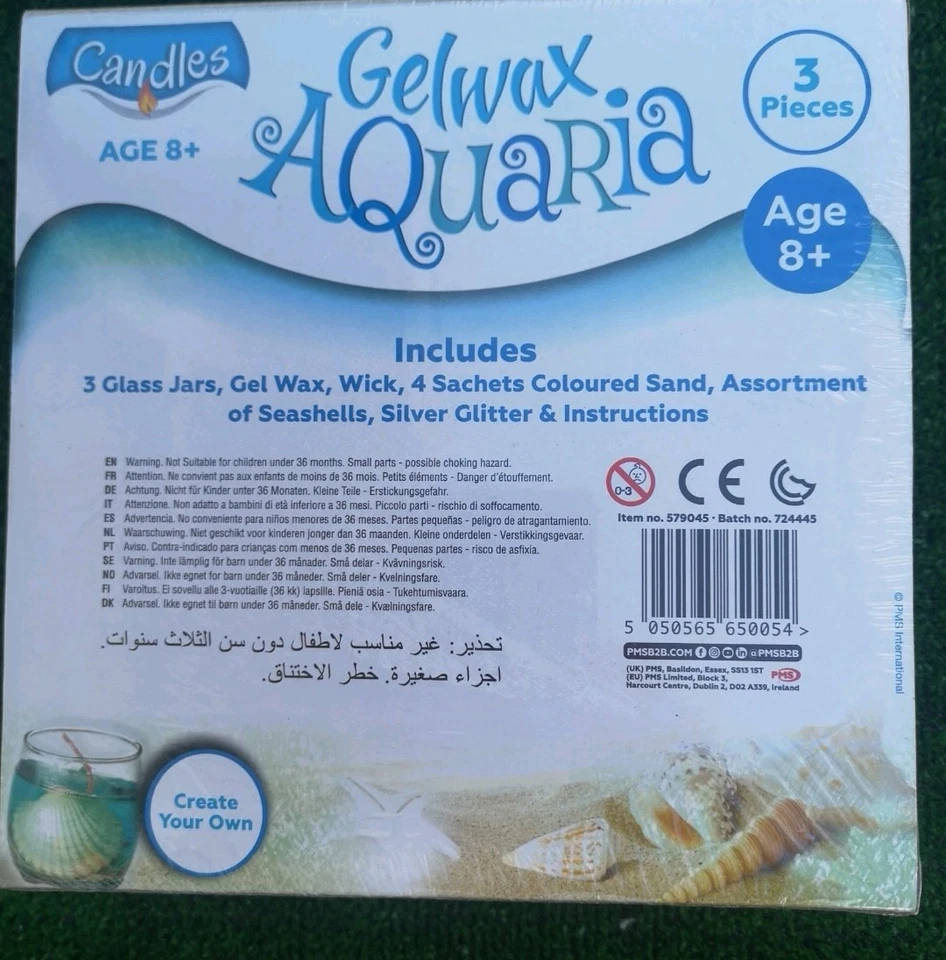 Candles
AGE 8+
Gelwax
AQuaRia
3
Pieces
Age
8+
Includes
3 Glass Jars, Gel Wax, Wick, 4 Sachets Coloured Sand, Assortment
of Seashells, Silver Glitter & Instructions
EN Warning. Not Suitable for children under 36 months. Small parts - possible choking hazard.
FR Attention. Ne convient pas aux enfants de moins de 36 mois. Petits éléments - Danger d'étouffement.
DE Achtung. Nicht für Kinder unter 36 Monaten. Kleine Teile - Erstickungsgefahr.
IT Attenzione. Non adatto a bambini di età inferiore a 36 mesi. Piccolo parti - rischio di soffocamento.
ES Advertencia. No conveniente para niños menores de 36 meses. Partes pequeñas - peligro de atragantamiento.
NL Waarschuwing. Niet geschikt voor kinderen jonger dan 36 maanden. Kleine onderdelen - Verstikkingsgevaar.
PT Aviso. Contra-indicado para crianças com menos de 36 meses. Pequenas partes - risco de asfixia.
SE Varning. Inte lämplig för barn under 36 månader. Små delar - Kvävningsrisk.
NO Advarsel. Ikke egnet for barn under 36 måneder. Små deler - Kvelningsfare.
FI Varoitus. Ei sovellu alle 3-vuotiaille (36 kk) lapsille. Pieniä osia - Tukehtumisvaara.
DK Advarsel. Ikke egnet til børn under 36 måneder. Små dele - Kvælningsfare.
تحذير: غير مناسب لاطفال دون سن الثلاث سنوات.
اجزاء صغيرة. خطر الاختناق.
0-3
CE
Item no. 579045 · Batch no. 724445
5 050565 650054 >
PMSB2B.COM @PMSB2B
(UK) PMS, Basildon, Essex, SS13 1ST
(EU) PMS Limited, Block 3,
Harcourt Centre, Dublin 2, D02 A339, Ireland
PMS
© PMS International
Create
Your Own